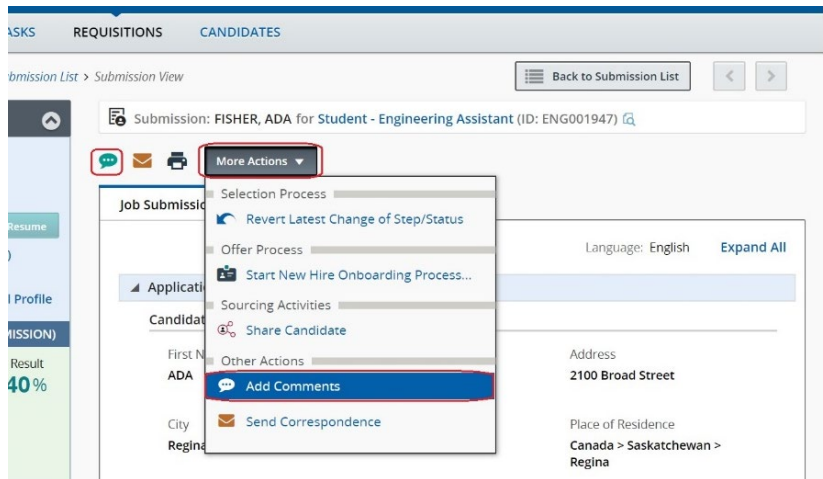 ASKS REQUISITIONS CANDIDATES
bmission List > Submission View Back to Submission List
Submission: FISHER, ADA for Student - Engineering Assistant (ID: ENG001947)
More Actions
Job Submissio
Selection Process
Resume Revert Latest Change of Step/Status
) Offer Process Language: English Expand All
Start New Hire Onboarding Process...
l Profile Applicati
Sourcing Activities
Candidat
MISSION) Share Candidate
First N Address
Result Other Actions
40% ADA Add Comments 2100 Broad Street
City Send Correspondence Place of Residence
Regina Canada > Saskatchewan >
Regina